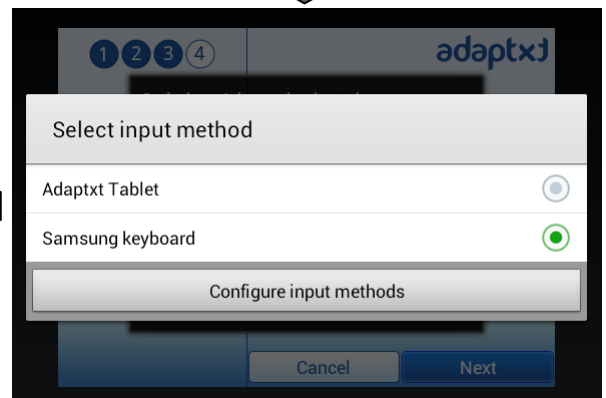 1 2 3 4
adaptxt
Select input method
Adaptxt Tablet
Samsung keyboard
Configure input methods
Cancel Next